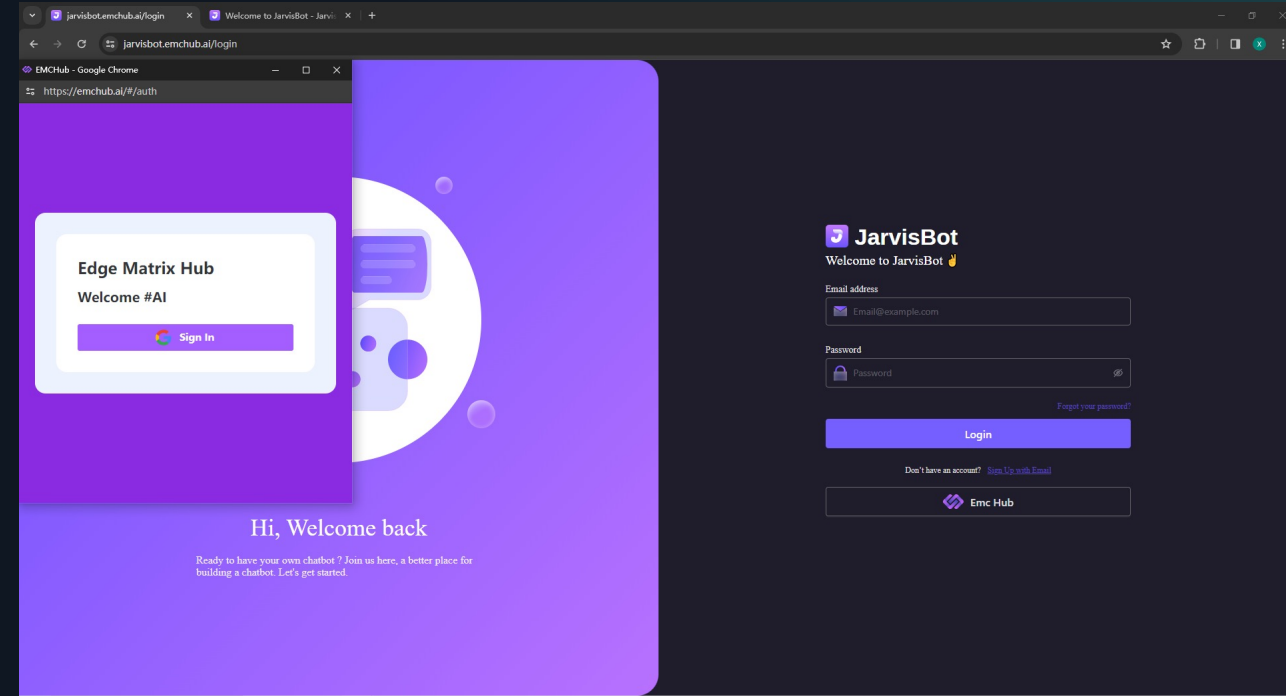 jarvisbot.emchub.ai/login
Welcome to JarvisBot - Jarvi
jarvisbot.emchub.ai/login
X
EMCHub - Google Chrome
https://emchub.ai/#/auth
Edge Matrix Hub
Welcome #AI
Sign In
Hi, Welcome back
Ready to have your own chatbot ? Join us here, a better place for
building a chatbot. Let's get started.
JarvisBot
Welcome to JarvisBot ✌
Email address
Email@example.com
Password
Password
Forgot your password?
Login
Don't have an account? Sign Up with Email
Emc Hub